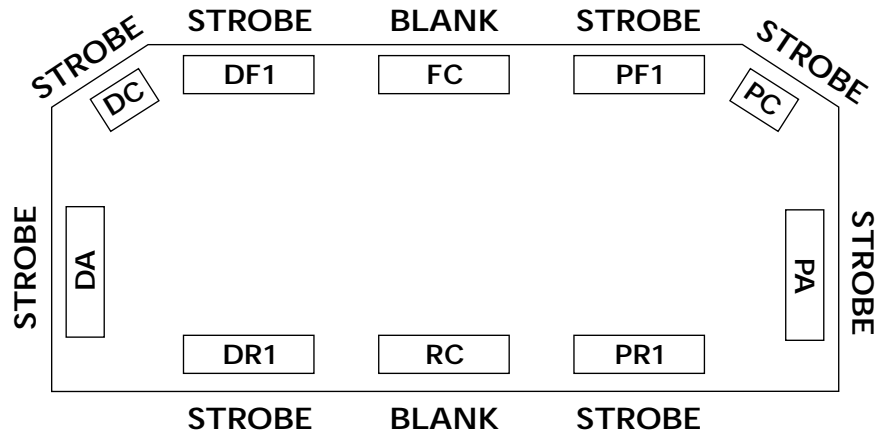 STROBE STROBE BLANK STROBE STROBE
DC DF1 FC PF1 PC
STROBE DA PA STROBE
DR1 RC PR1
STROBE BLANK STROBE